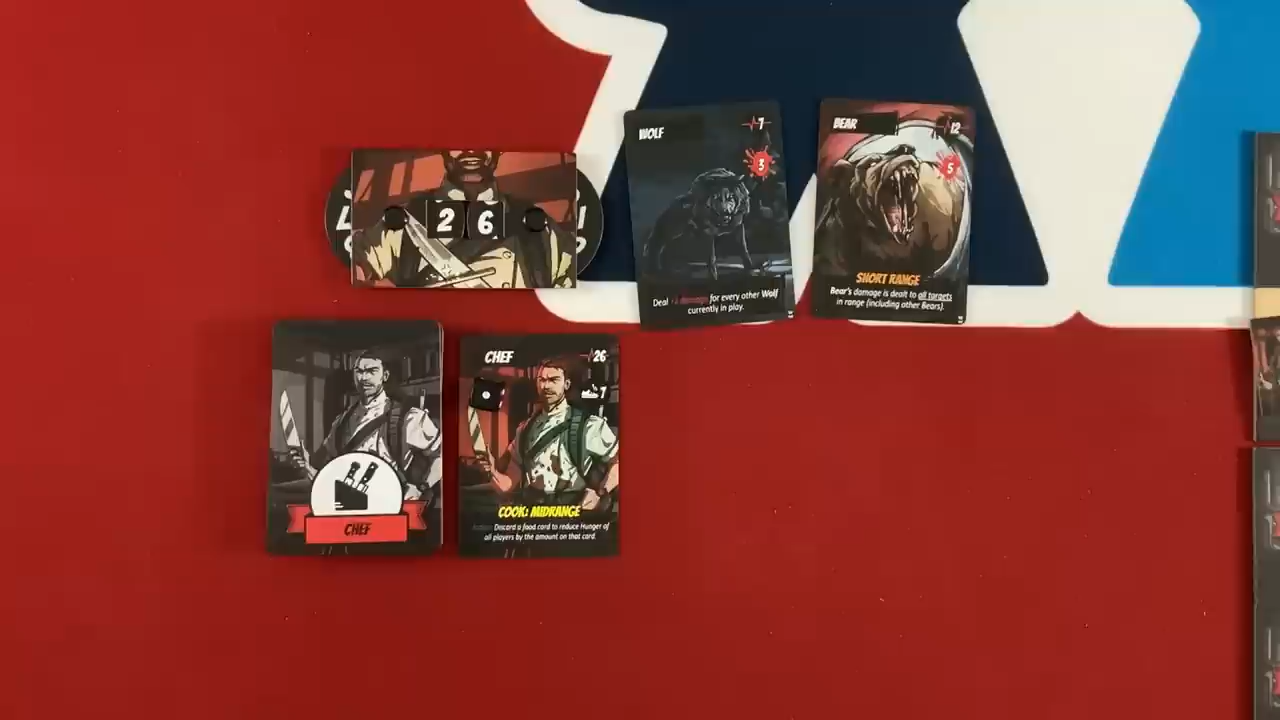 2 6
WOLF
7
3
Deal +2 damage for every other Wolf
currently in play.
BEAR
12
5
SHORT RANGE
Bear's damage is dealt to all targets
in range (including other Bears).
CHEF
CHEF
26
7
COOK: MIDRANGE
Discard a food card to reduce Hunger of
all players by the amount on that card.